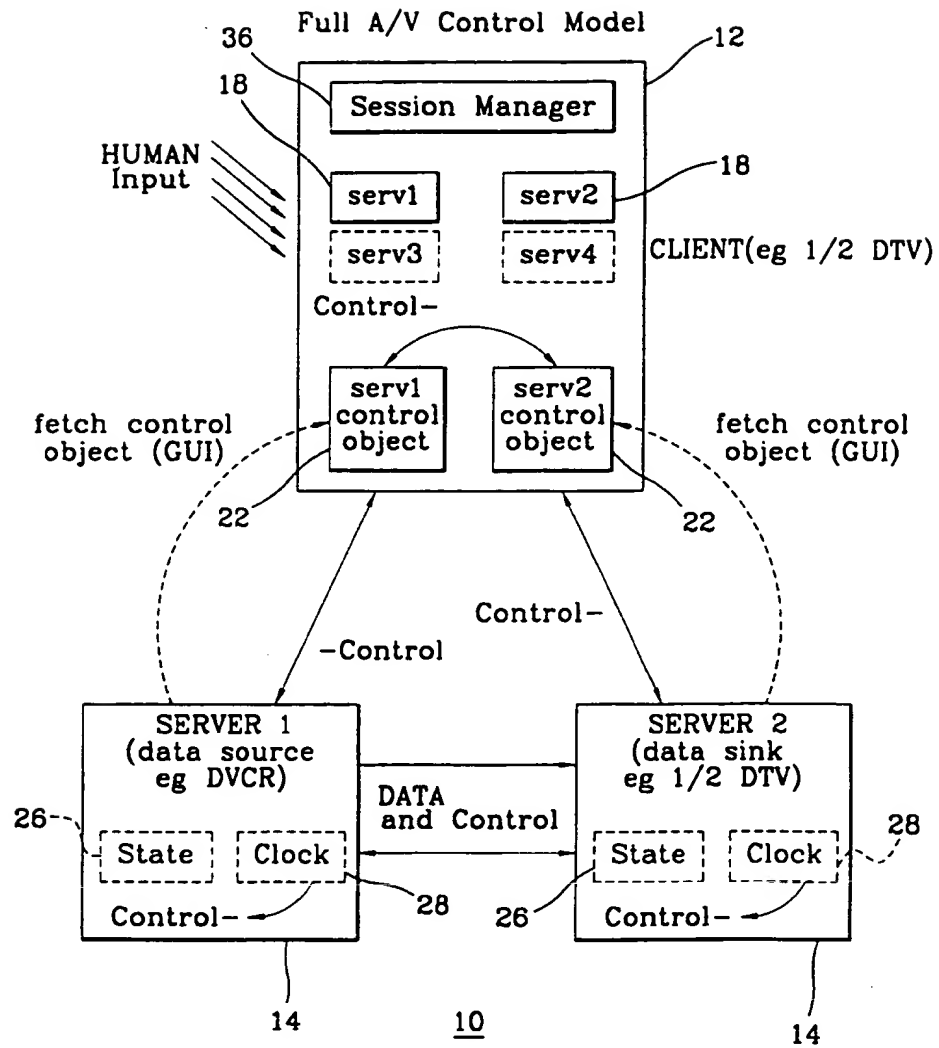 Full A/V Control Model
36
12
Session Manager
18
HUMAN
Input
serv1
serv2
18
serv3
serv4
CLIENT(eg 1/2 DTV)
Control-
serv1
control
object
serv2
control
object
fetch control
object (GUI)
fetch control
object (GUI)
22
22
Control-
-Control
SERVER 1
(data source
eg DVCR)
SERVER 2
(data sink
eg 1/2 DTV)
DATA
and Control
26
State
Clock
28
State
Clock
28
26
Control-
Control-
14
10
14